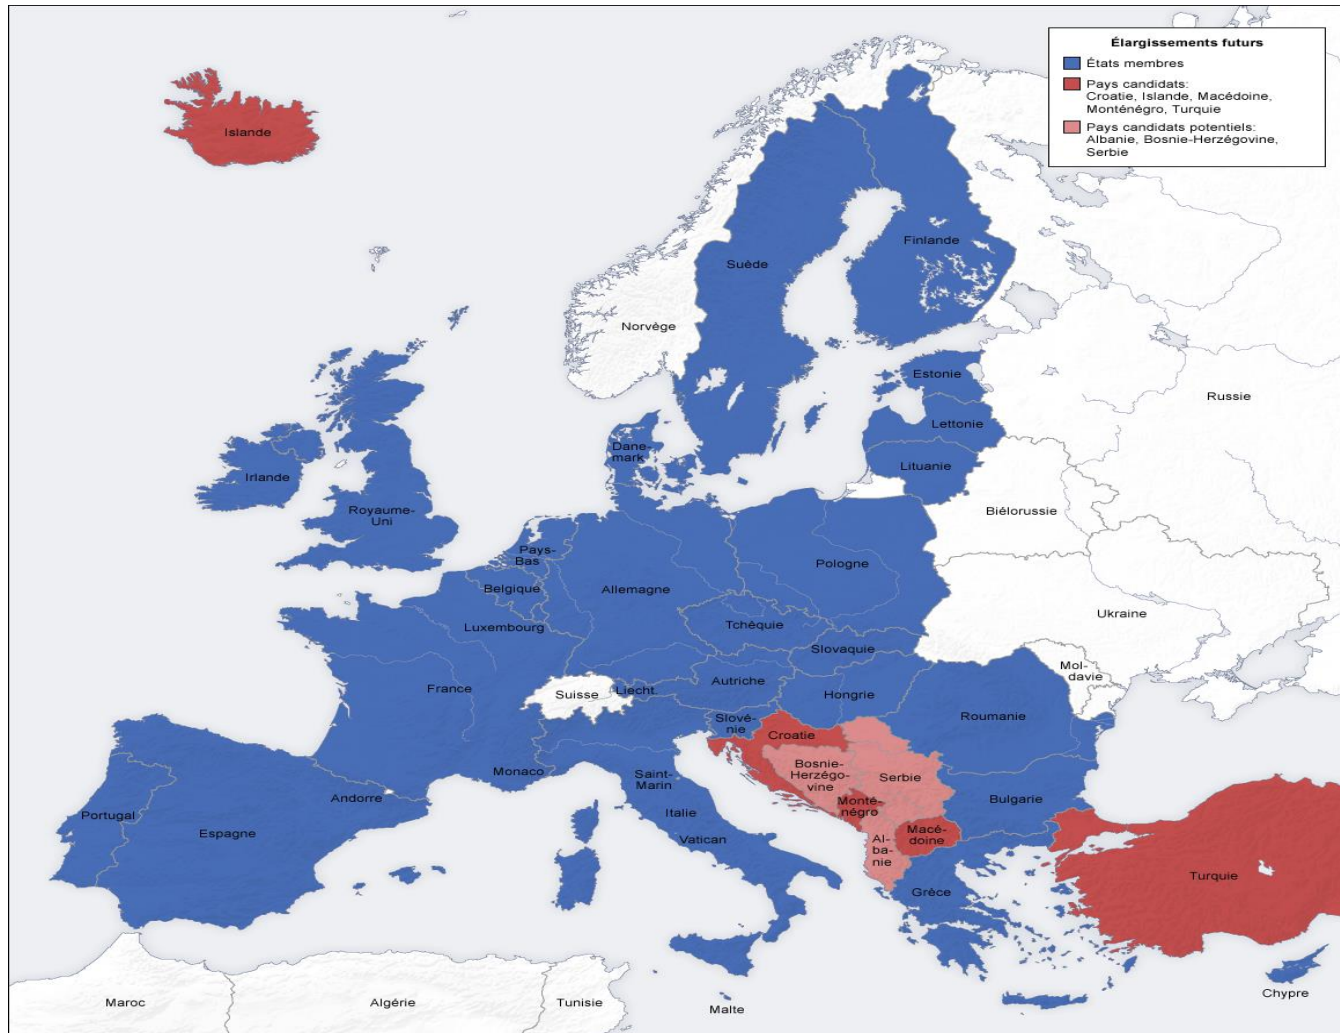 Élargissements futurs
États membres
Pays candidats:
Croatie, Islande, Macédoine,
Monténégro, Turquie
Pays candidats potentiels:
Albanie, Bosnie-Herzégovine,
Serbie
Islande
Finlande
Suède
Norvège
Estonie
Russie
Lettonie
Dane-
mark
Lituanie
Irlande
Royaume-
Uni
Biélorussie
Pays-
Bas
Pologne
Belgique
Allemagne
Ukraine
Tchéquie
Luxembourg
Slovaquie
Mol-
davie
Autriche
France
Suisse
Liecht.
Hongrie
Roumanie
Slové-
nie
Croatie
Bosnie-
Herzégo-
vine
Serbie
Monaco
Saint-
Marin
Andorre
Bulgarie
Monté-
négro
Portugal
Italie
Espagne
Vatican
Macé-
doine
Al-
ba-
nie
Turquie
Grèce
Chypre
Maroc
Algérie
Tunisie
Malte